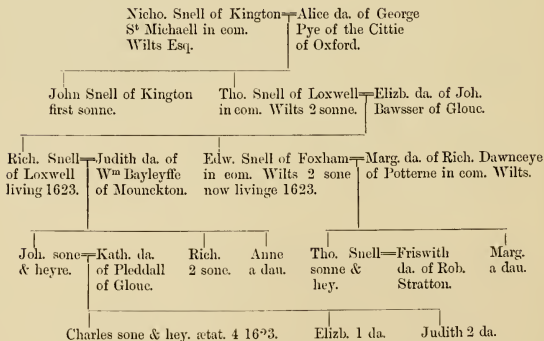 Nicho. Snell of Kington═Alice da. of George
Sᵗ Michaell in com. Pye of the Cittie
Wilts Esq. of Oxford.
John Snell of Kington Tho. Snell of Loxwell═Elizb. da. of Joh.
first sonne. in com. Wilts 2 sonne. Bawsser of Glouc.
Rich. Snell═Judith da. of Edw. Snell of Foxham═Marg. da. of Rich. Dawnceye
of Loxwell Wᵐ Bayleyffe in com. Wilts 2 sone of Potterne in com. Wilts.
living 1623. of Mounckton. now livinge 1623.
Joh. sone═Kath. da. Rich. Anne Tho. Snell═Friswith Marg.
& heyre. of Pleddall 2 sone. a dau. sonne & da. of Rob. a dau.
of Glouc. hey. Stratton.
Charles sone & hey. ætat. 4 1623. Elizb. 1 da. Judith 2 da.